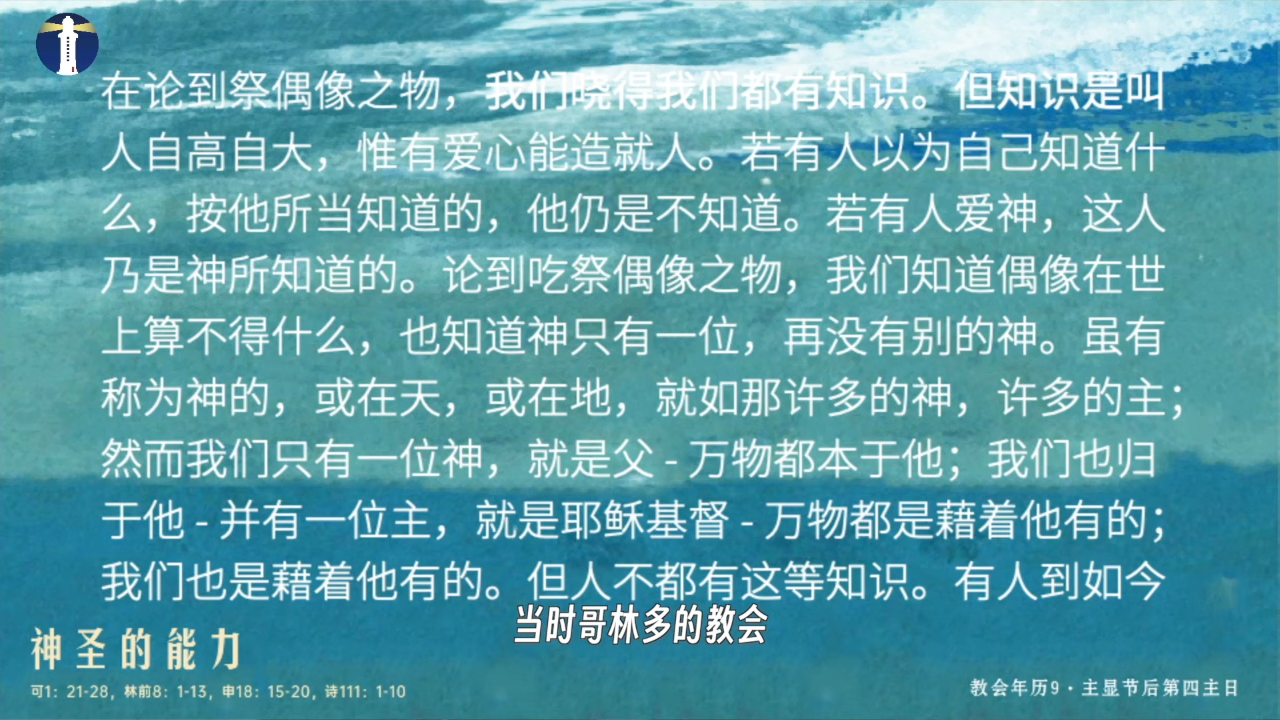 在论到祭偶像之物，我们晓得我们都有知识。但知识是叫
人自高自大，惟有爱心能造就人。若有人以为自己知道什
么，按他所当知道的，他仍是不知道。若有人爱神，这人
乃是神所知道的。论到吃祭偶像之物，我们知道偶像在世
上算不得什么，也知道神只有一位，再没有别的神。虽有
称为神的，或在天，或在地，就如那许多的神，许多的主；
然而我们只有一位神，就是父 - 万物都本于他；我们也归
于他 - 并有一位主，就是耶稣基督 - 万物都是藉着他有的；
我们也是藉着他有的。但人不都有这等知识。有人到如今
当时哥林多的教会
神圣的能力
可1：21-28，林前8：1-13，申18：15-20，诗111：1-10
教会年历9·主显节后第四主日